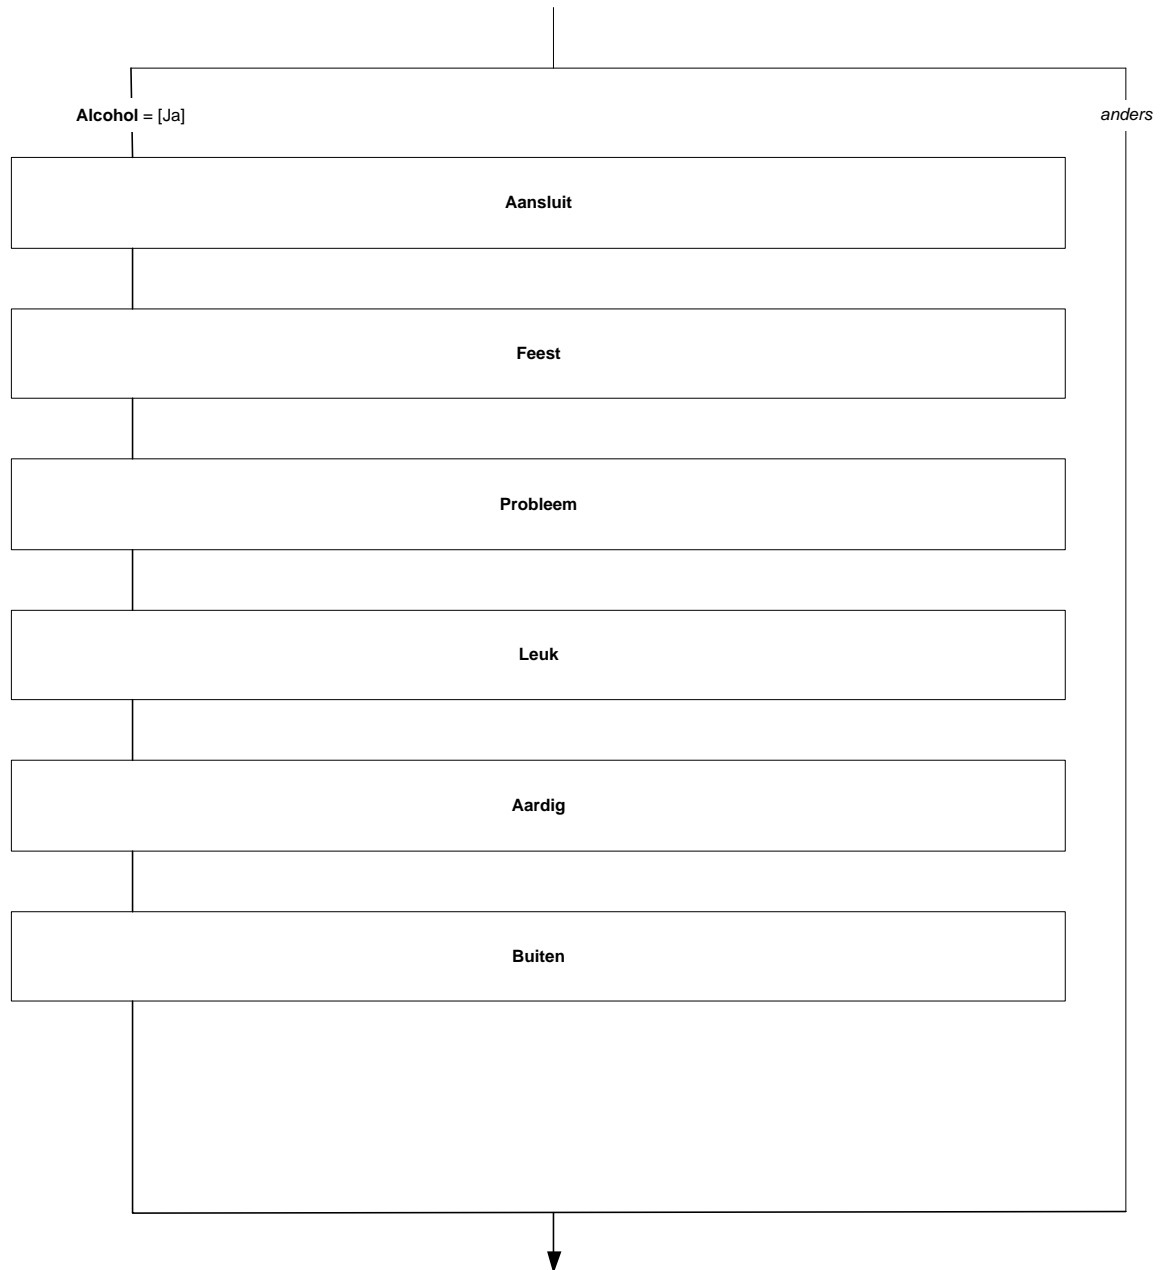 Alcohol = [Ja]
anders
Aansluit
Feest
Probleem
Leuk
Aardig
Buiten